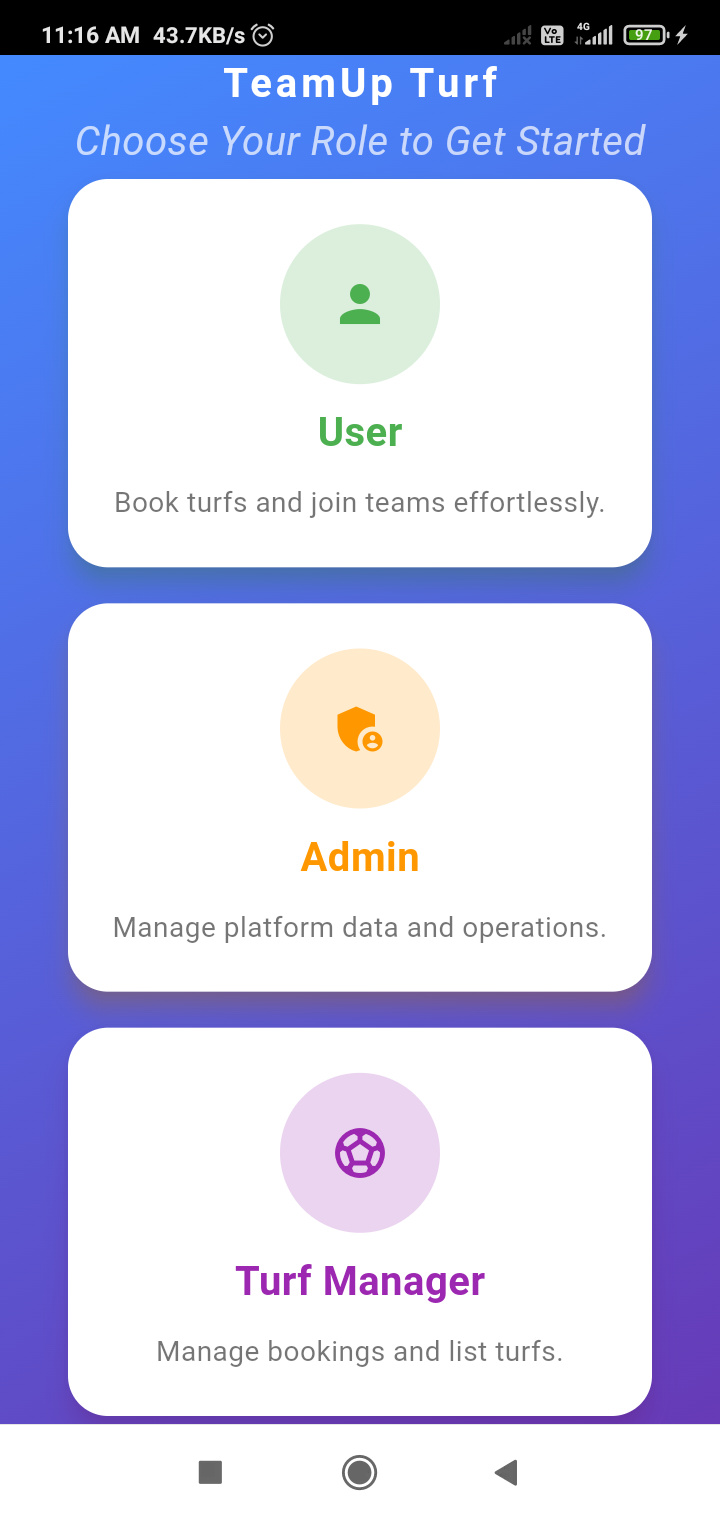 11:16 AM 43.7KB/s Vo LTE 4G 97
TeamUp Turf
Choose Your Role to Get Started
User
Book turfs and join teams effortlessly.
Admin
Manage platform data and operations.
Turf Manager
Manage bookings and list turfs.